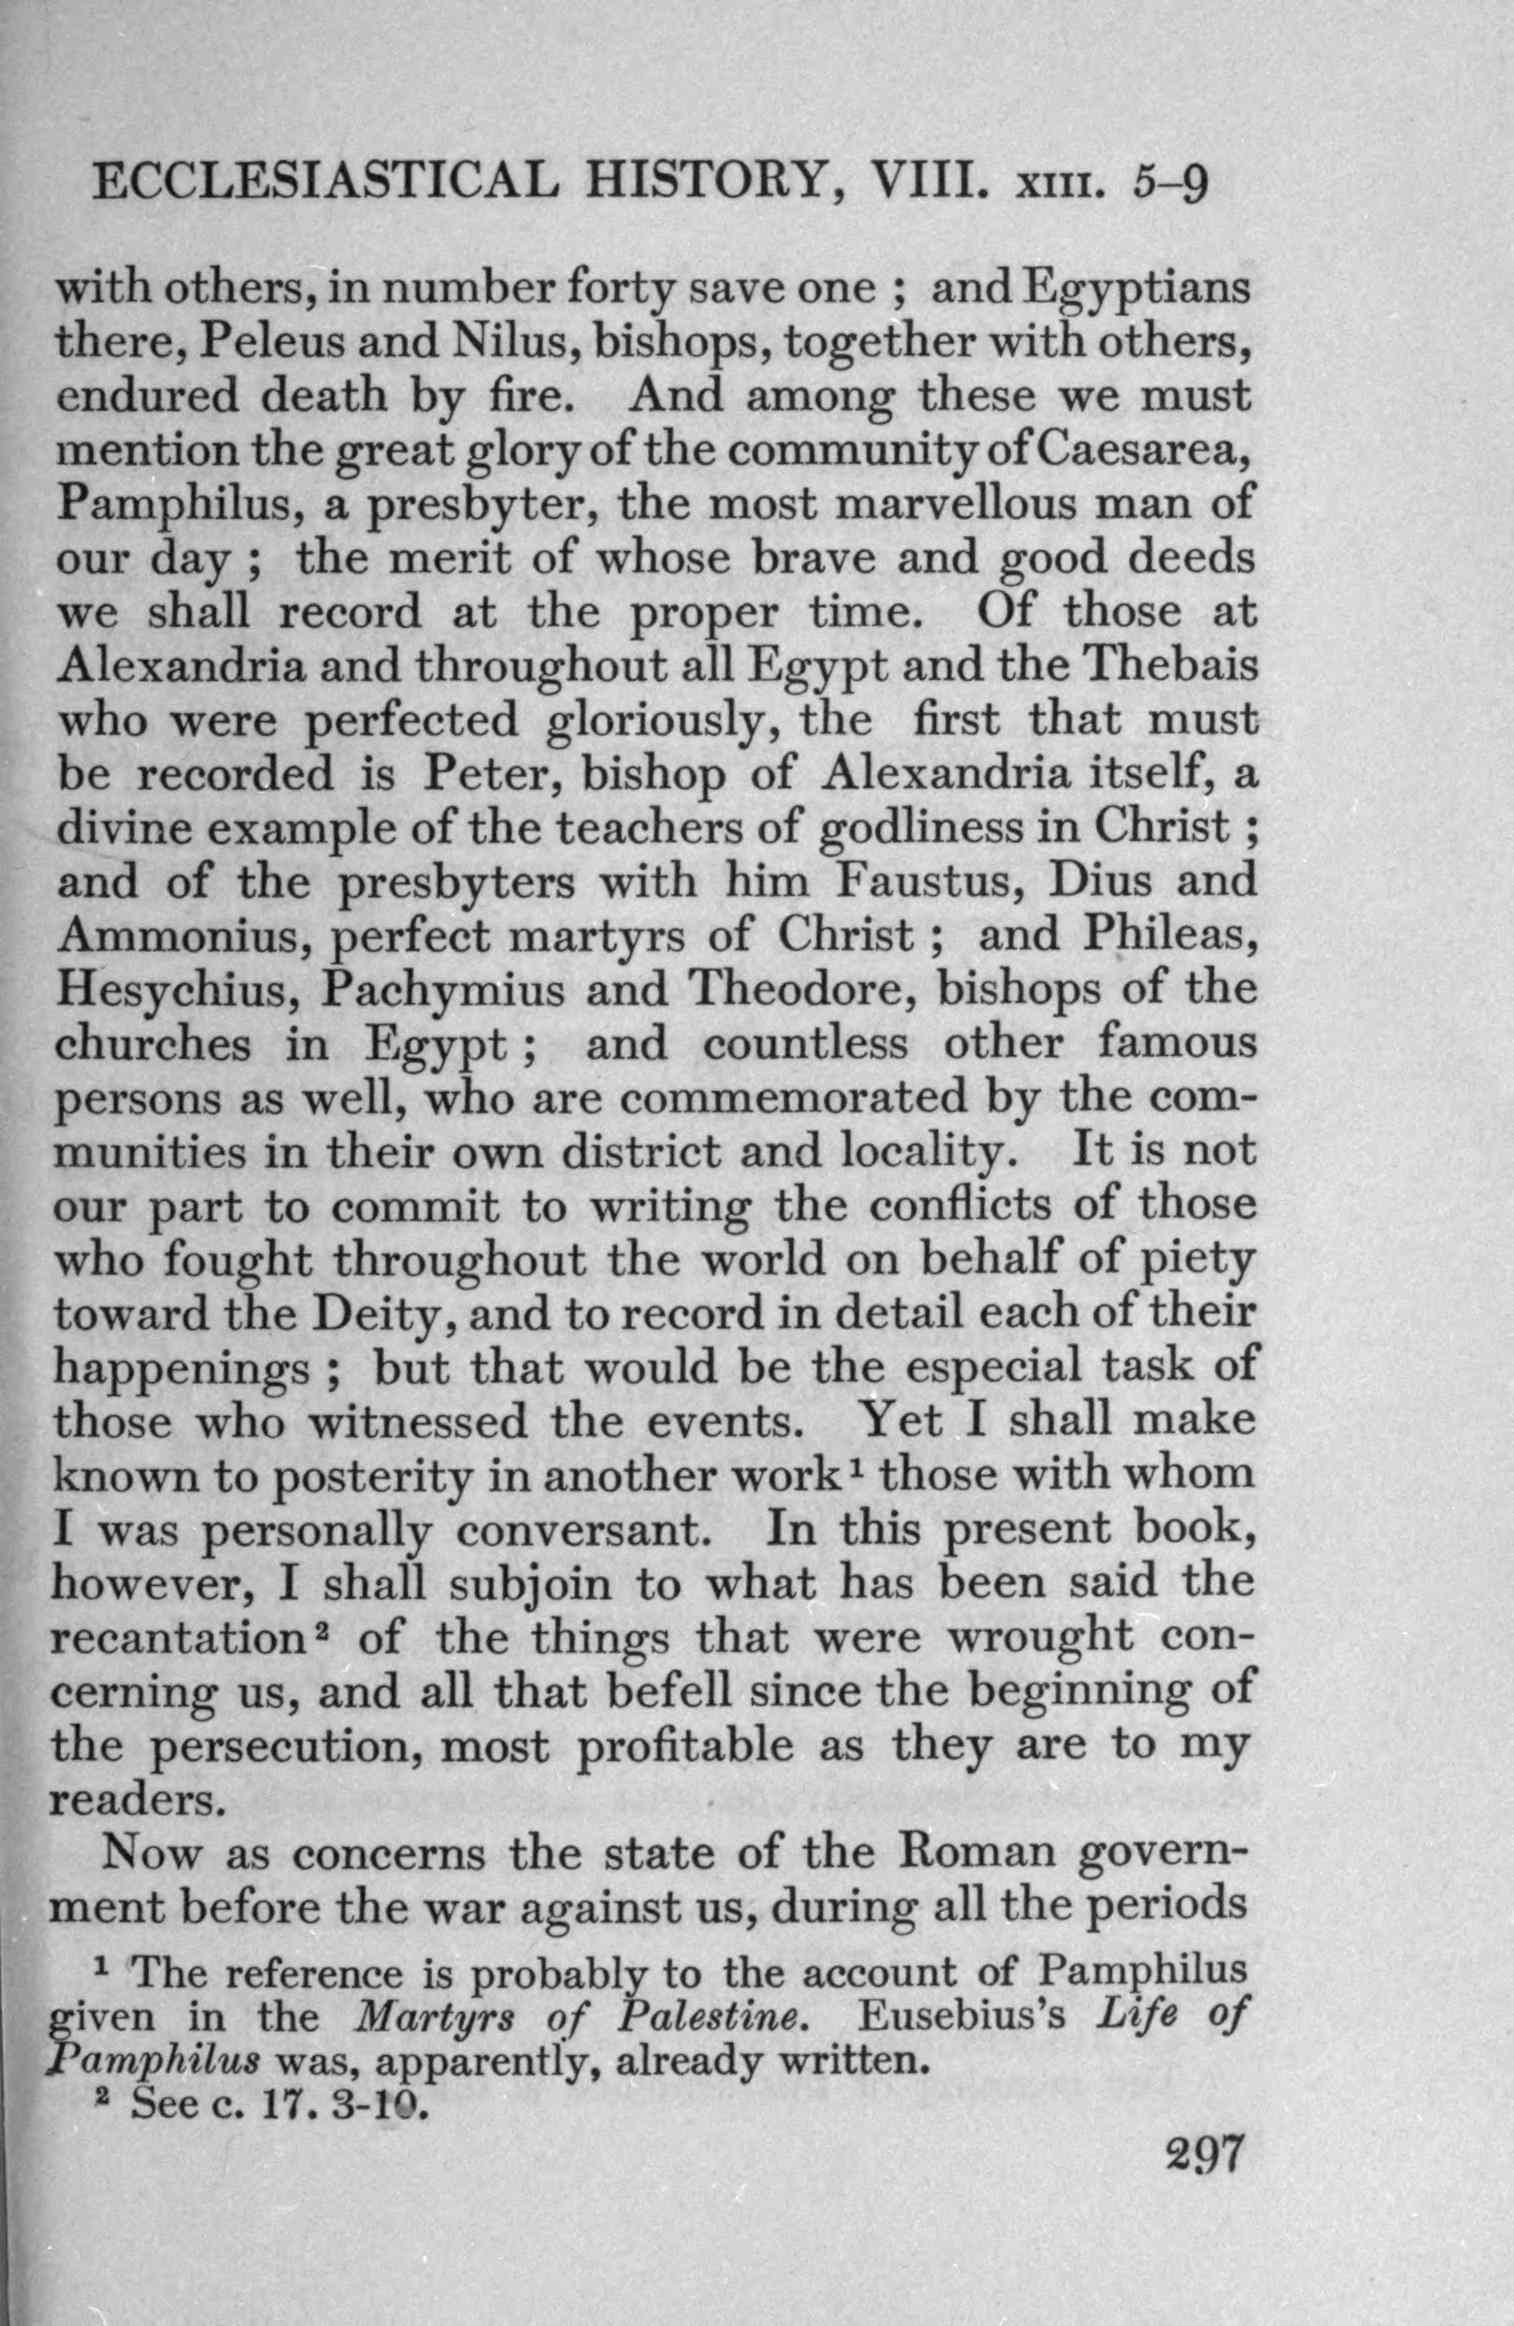 ECCLESIASTICAL HISTORY, VIII. XIII. 5–9
with others, in number forty save one ; and Egyptians
there, Peleus and Nilus, bishops, together with others,
endured death by fire. And among these we must
mention the great glory of the community of Caesarea,
Pamphilus, a presbyter, the most marvellous man of
our day ; the merit of whose brave and good deeds
we shall record at the proper time. Of those at
Alexandria and throughout all Egypt and the Thebais
who were perfected gloriously, the first that must
be recorded is Peter, bishop of Alexandria itself, a
divine example of the teachers of godliness in Christ ;
and of the presbyters with him Faustus, Dius and
Ammonius, perfect martyrs of Christ ; and Phileas,
Hesychius, Pachymius and Theodore, bishops of the
churches in Egypt ; and countless other famous
persons as well, who are commemorated by the com-
munities in their own district and locality. It is not
our part to commit to writing the conflicts of those
who fought throughout the world on behalf of piety
toward the Deity, and to record in detail each of their
happenings ; but that would be the especial task of
those who witnessed the events. Yet I shall make
known to posterity in another work¹ those with whom
I was personally conversant. In this present book,
however, I shall subjoin to what has been said the
recantation² of the things that were wrought con-
cerning us, and all that befell since the beginning of
the persecution, most profitable as they are to my
readers.
Now as concerns the state of the Roman govern-
ment before the war against us, during all the periods
¹ The reference is probably to the account of Pamphilus
given in the Martyrs of Palestine. Eusebius's Life of
Pamphilus was, apparently, already written.
² See c. 17. 3-10.
297